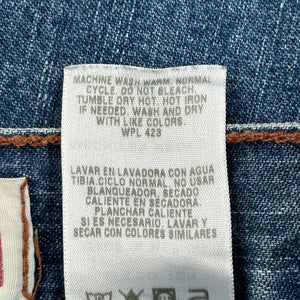 MACHINE WASH WARM. NORMAL
CYCLE. DO NOT BLEACH.
TUMBLE DRY HOT. HOT IRON
IF NEEDED. WASH AND DRY
WITH LIKE COLORS.
WPL 423
LAVAR EN LAVADORA CON AGUA
TIBIA.CICLO NORMAL. NO USAR
BLANQUEADOR. SECADO
CALIENTE EN SECADORA.
PLANCHAR CALIENTE
SI ES NECESARIO. LAVAR Y
SECAR CON COLORES SIMILARES